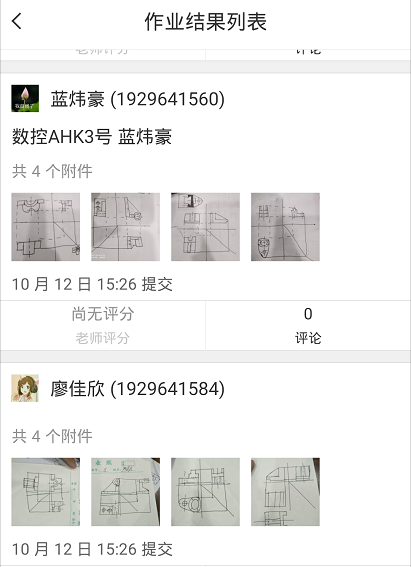 作业结果列表
老师评分 评论
蓝炜豪 (1929641560)
数控AHK3号 蓝炜豪
共 4 个附件
10 月 12 日 15:26 提交
尚无评分 0
老师评分 评论
廖佳欣 (1929641584)
共 4 个附件
10 月 12 日 15:26 提交